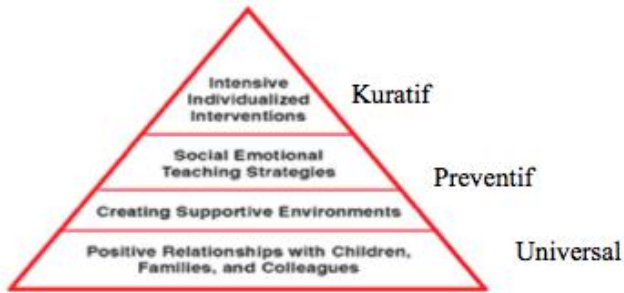 Intensive
Individualized
Interventions
Kuratif
Social Emotional
Teaching Strategies
Preventif
Creating Supportive Environments
Positive Relationships with Children,
Families, and Colleagues
Universal